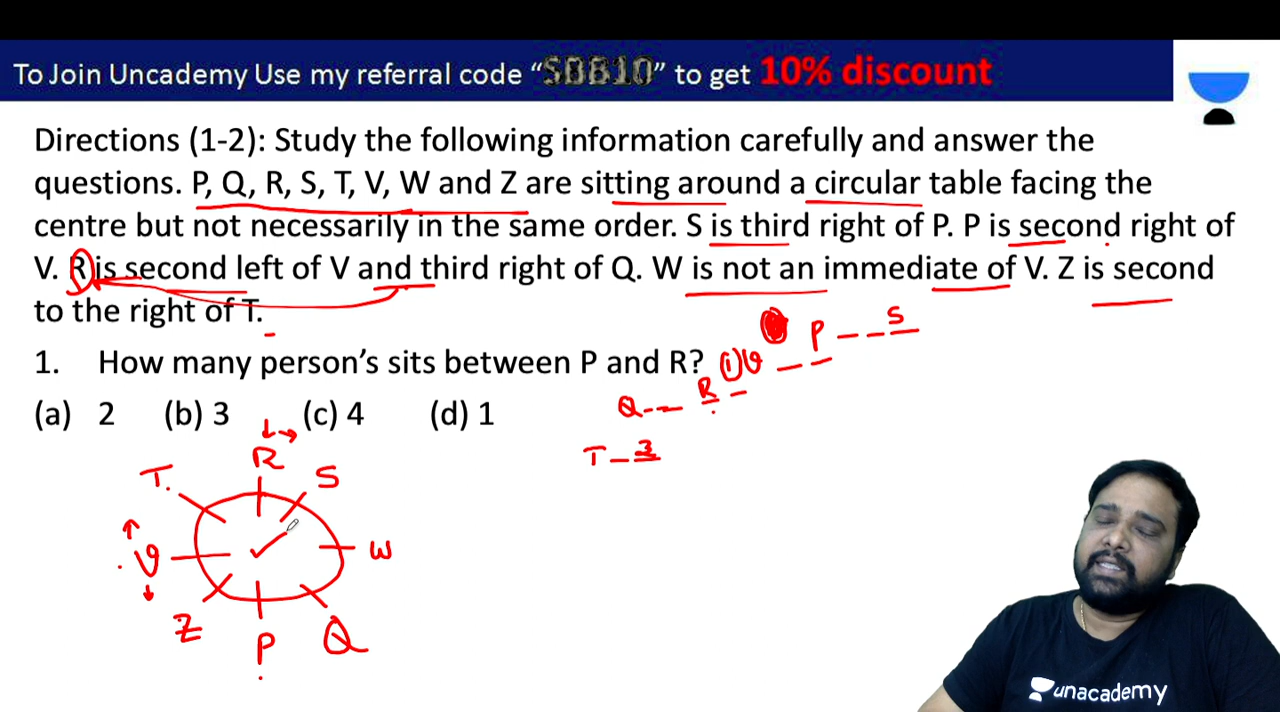 To Join Uncademy Use my referral code “SBB10” to get 10% discount
Directions (1-2): Study the following information carefully and answer the
questions. P, Q, R, S, T, V, W and Z are sitting around a circular table facing the
centre but not necessarily in the same order. S is third right of P. P is second right of
V. R is second left of V and third right of Q. W is not an immediate of V. Z is second
to the right of T.
P _ _ S
1. How many person's sits between P and R? (1) V _ _
Q _ _ R _
(a) 2 (b) 3 (c) 4 (d) 1
T _ Z
R
T S
V W
Z Q
P
unacademy